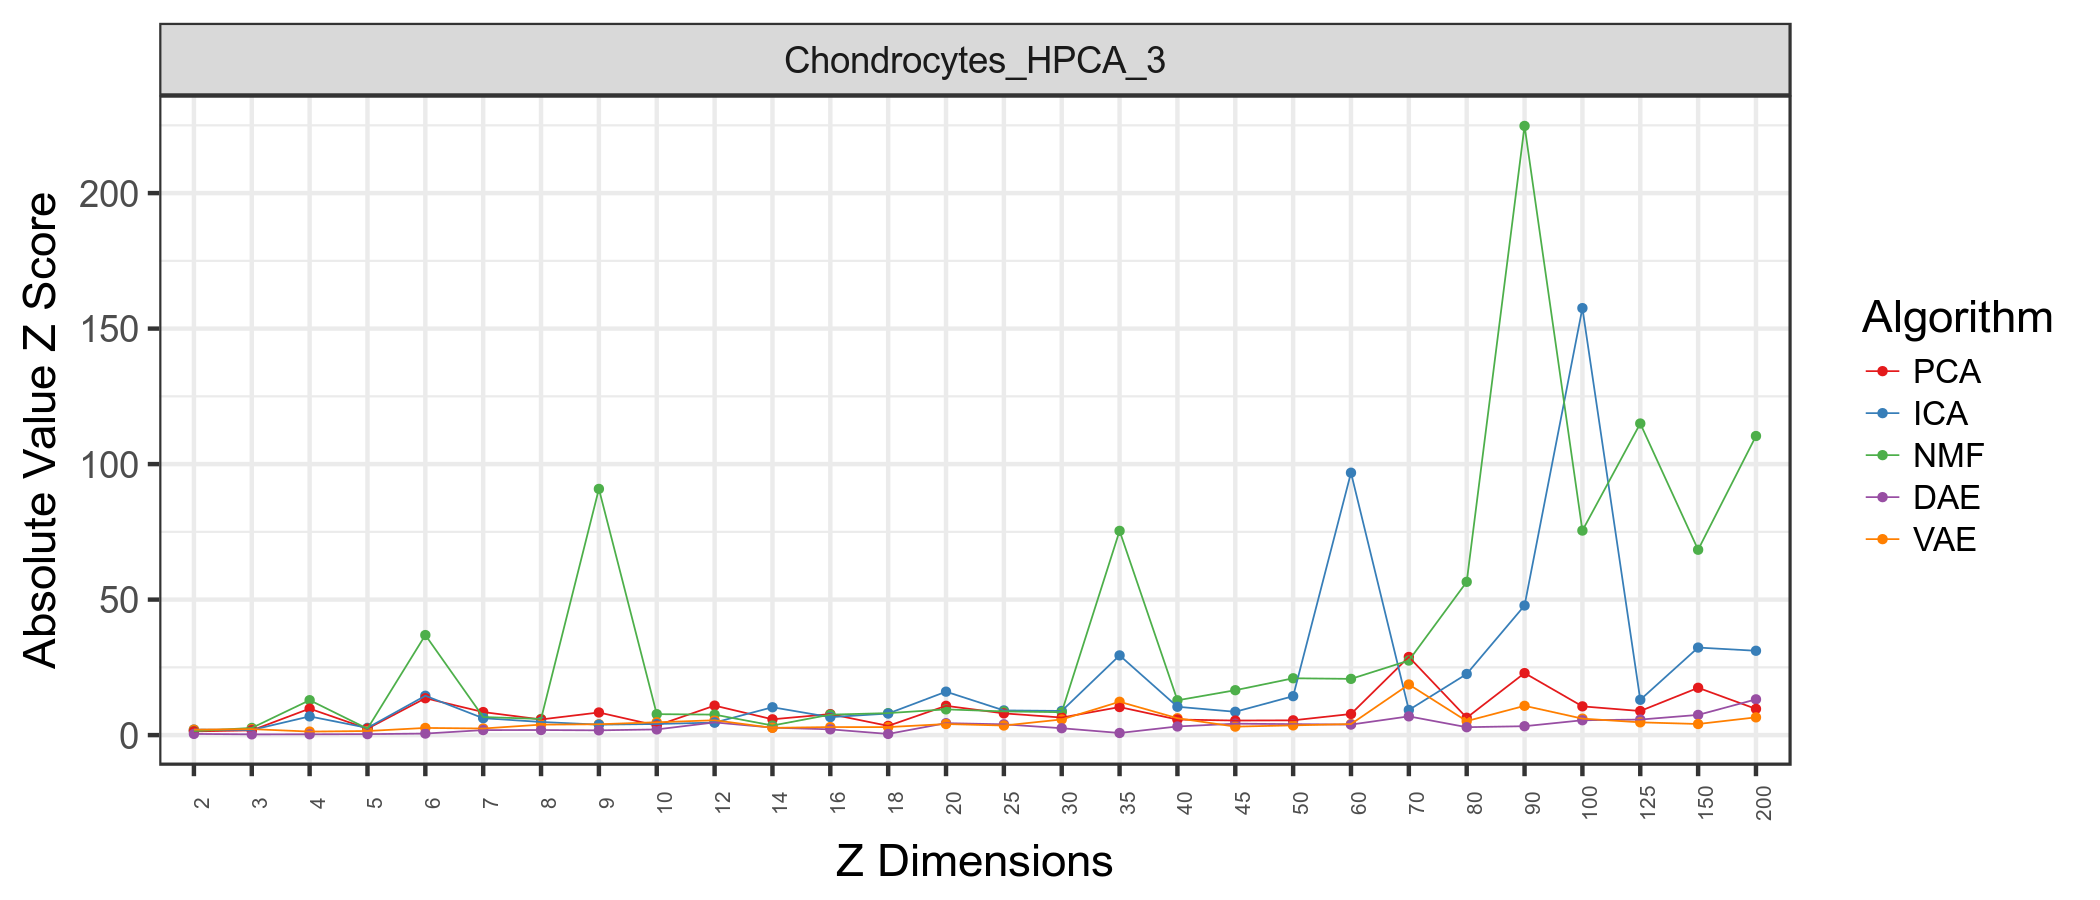 Chondrocytes_HPCA_3
Absolute Value Z Score
200
150
100
50
0
2 3 4 5 6 7 8 9 10 12 14 16 18 20 25 30 35 40 45 50 60 70 80 90 100 125 150 200
Z Dimensions
Algorithm
PCA
ICA
NMF
DAE
VAE